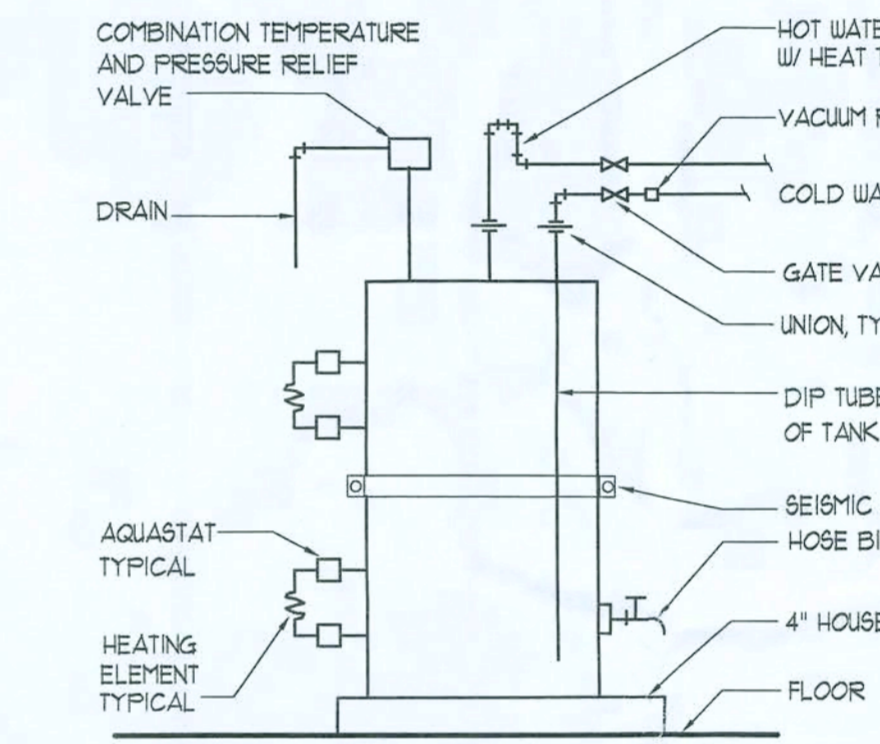 COMBINATION TEMPERATURE
AND PRESSURE RELIEF
VALVE
DRAIN
AQUASTAT
TYPICAL
HEATING
ELEMENT
TYPICAL
HOT WATE
W/ HEAT T
VACUUM R
COLD WA
GATE VA
UNION, TY
DIP TUBE
OF TANK
SEISMIC
HOSE BI
4" HOUSE
FLOOR